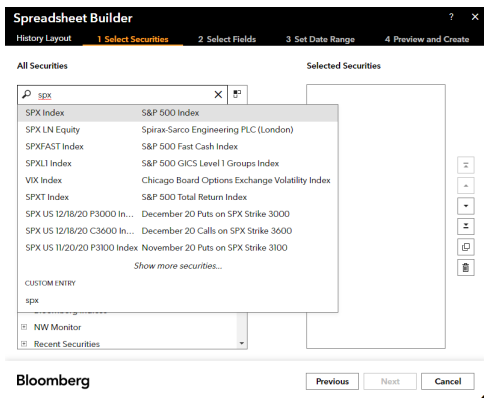 Spreadsheet Builder ? ×
History Layout 1 Select Securities 2 Select Fields 3 Set Date Range 4 Preview and Create
All Securities Selected Securities
spx
SPX Index S&P 500 Index
SPX LN Equity Spirax-Sarco Engineering PLC (London)
SPXFAST Index S&P 500 Fast Cash Index
SPXL1 Index S&P 500 GICS Level 1 Groups Index
VIX Index Chicago Board Options Exchange Volatility Index
SPXT Index S&P 500 Total Return Index
SPX US 12/18/20 P3000 In... December 20 Puts on SPX Strike 3000
SPX US 12/18/20 C3600 In... December 20 Calls on SPX Strike 3600
SPX US 11/20/20 P3100 Index November 20 Puts on SPX Strike 3100
Show more securities...
CUSTOM ENTRY
spx
NW Monitor
Recent Securities
Bloomberg Previous Next Cancel